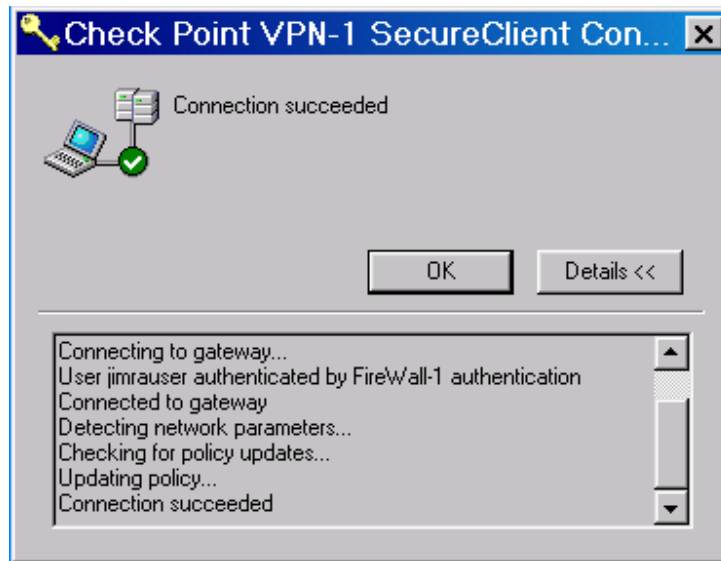 Check Point VPN-1 SecureClient Con...
Connection succeeded
OK
Details <<
Connecting to gateway...
User jimrauser authenticated by FireWall-1 authentication
Connected to gateway
Detecting network parameters...
Checking for policy updates...
Updating policy...
Connection succeeded